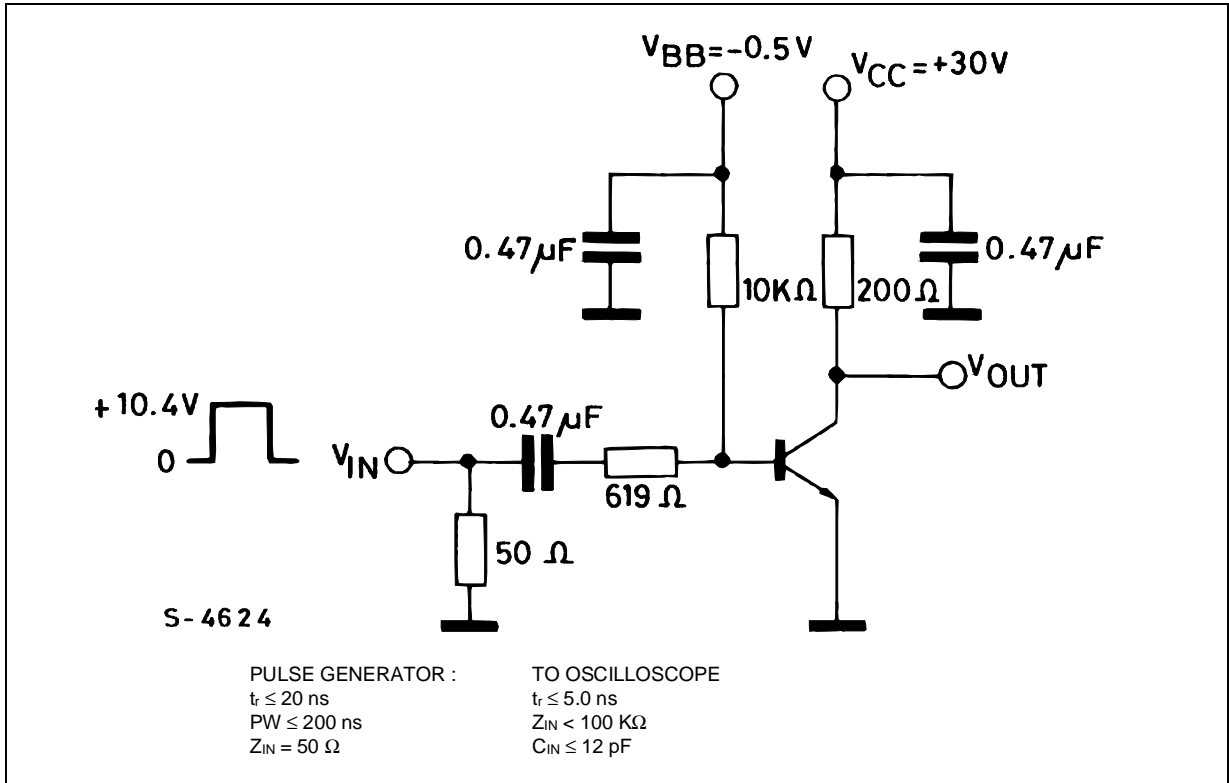 VBB=-0.5V
VCC=+30V
0.47µF
10KΩ
200Ω
0.47µF
VOUT
+10.4V
0
VIN
0.47µF
619Ω
50 Ω
S-4624
PULSE GENERATOR :
tr ≤ 20 ns
PW ≤ 200 ns
ZIN = 50 Ω
TO OSCILLOSCOPE
tr ≤ 5.0 ns
ZIN < 100 KΩ
CIN ≤ 12 pF